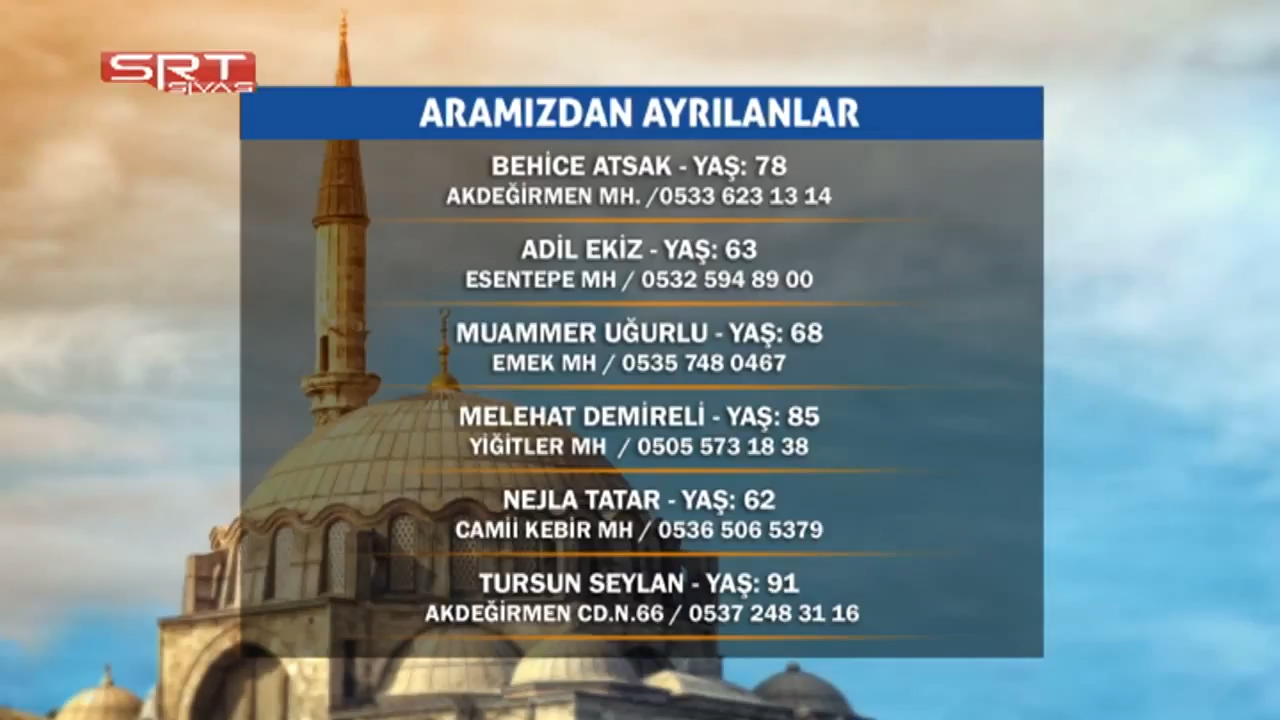 SRT
SİVAS
ARAMIZDAN AYRILANLAR
BEHİCE ATSAK - YAŞ: 78
AKDEĞİRMEN MH. /0533 623 13 14
ADİL EKİZ - YAŞ: 63
ESENTEPE MH / 0532 594 89 00
MUAMMER UĞURLU - YAŞ: 68
EMEK MH / 0535 748 0467
MELEHAT DEMİRELİ - YAŞ: 85
YİĞİTLER MH / 0505 573 18 38
NEJLA TATAR - YAŞ: 62
CAMİİ KEBİR MH / 0536 506 5379
TURSUN SEYLAN - YAŞ: 91
AKDEĞİRMEN CD.N.66 / 0537 248 31 16